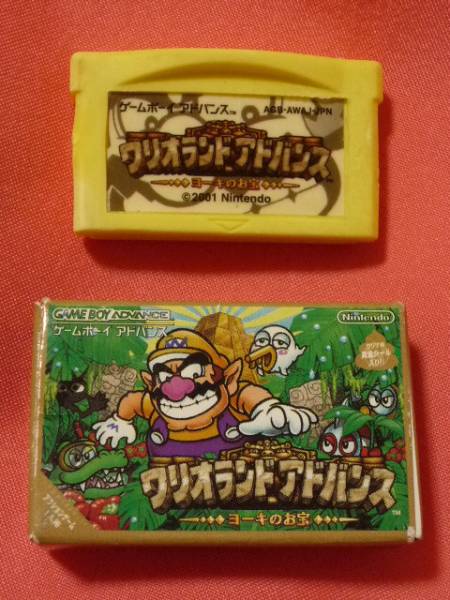 ゲームボーイ アドバンス™
AGB-AWAJ-JPN
ワリオランドアドバンス
ヨーキのお宝
©2001 Nintendo
GAME BOY ADVANCE
ゲームボーイ アドバンス
Nintendo
ワリオランドアドバンス
ヨーキのお宝
TM